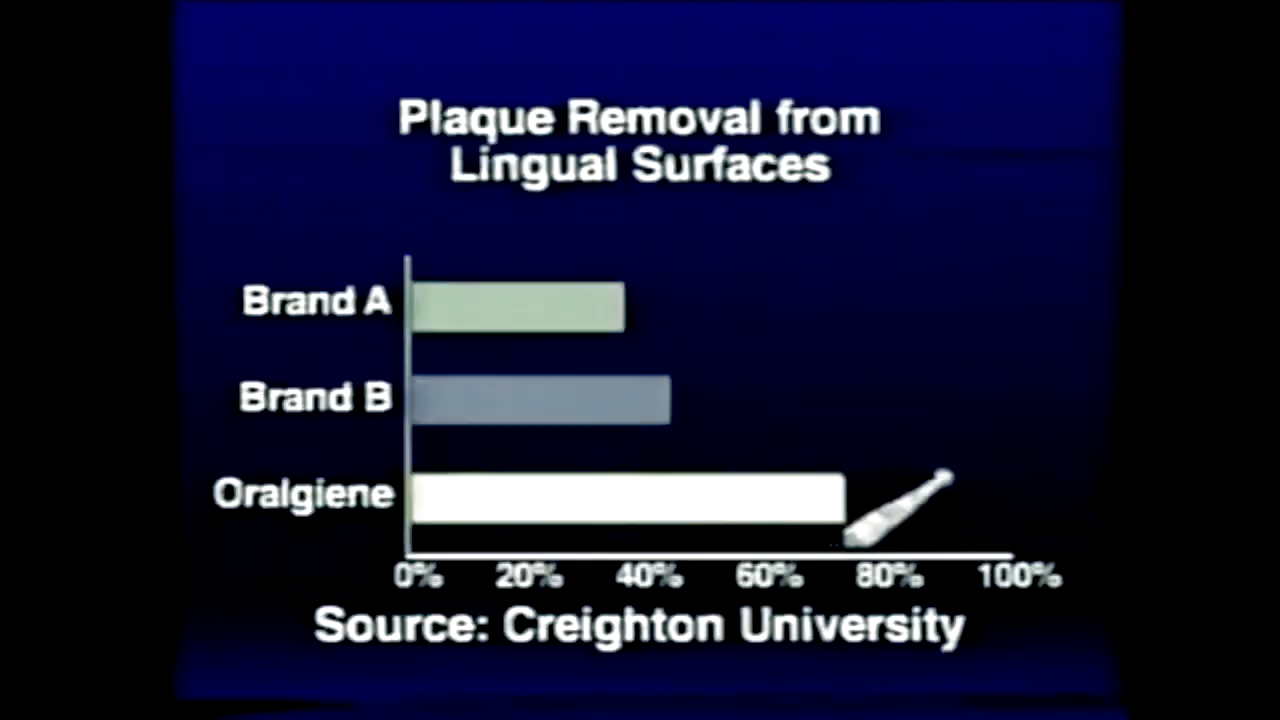 Plaque Removal from
Lingual Surfaces
Brand A
Brand B
Oralgiene
0% 20% 40% 60% 80% 100%
Source: Creighton University